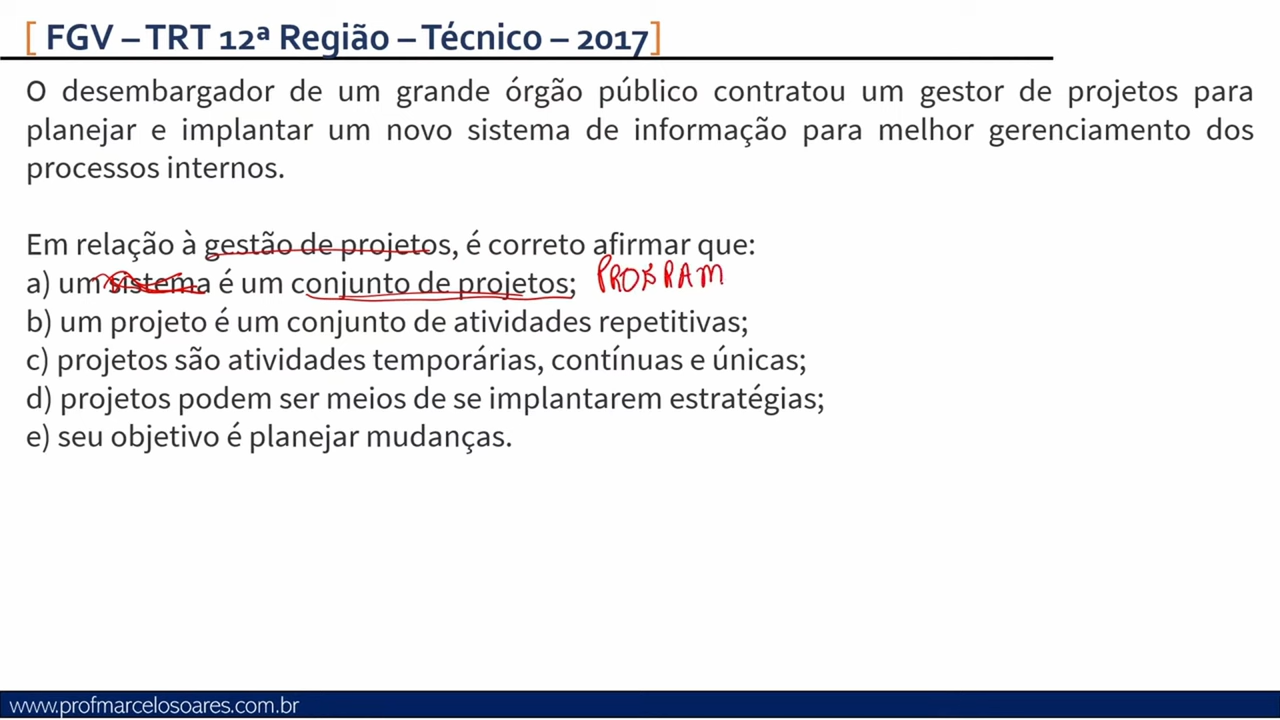 [ FGV – TRT 12ª Região – Técnico – 2017]
O desembargador de um grande órgão público contratou um gestor de projetos para
planejar e implantar um novo sistema de informação para melhor gerenciamento dos
processos internos.
Em relação à gestão de projetos, é correto afirmar que:
a) um sistema é um conjunto de projetos; PROGRAM
b) um projeto é um conjunto de atividades repetitivas;
c) projetos são atividades temporárias, contínuas e únicas;
d) projetos podem ser meios de se implantarem estratégias;
e) seu objetivo é planejar mudanças.
www.profmarcelosoares.com.br